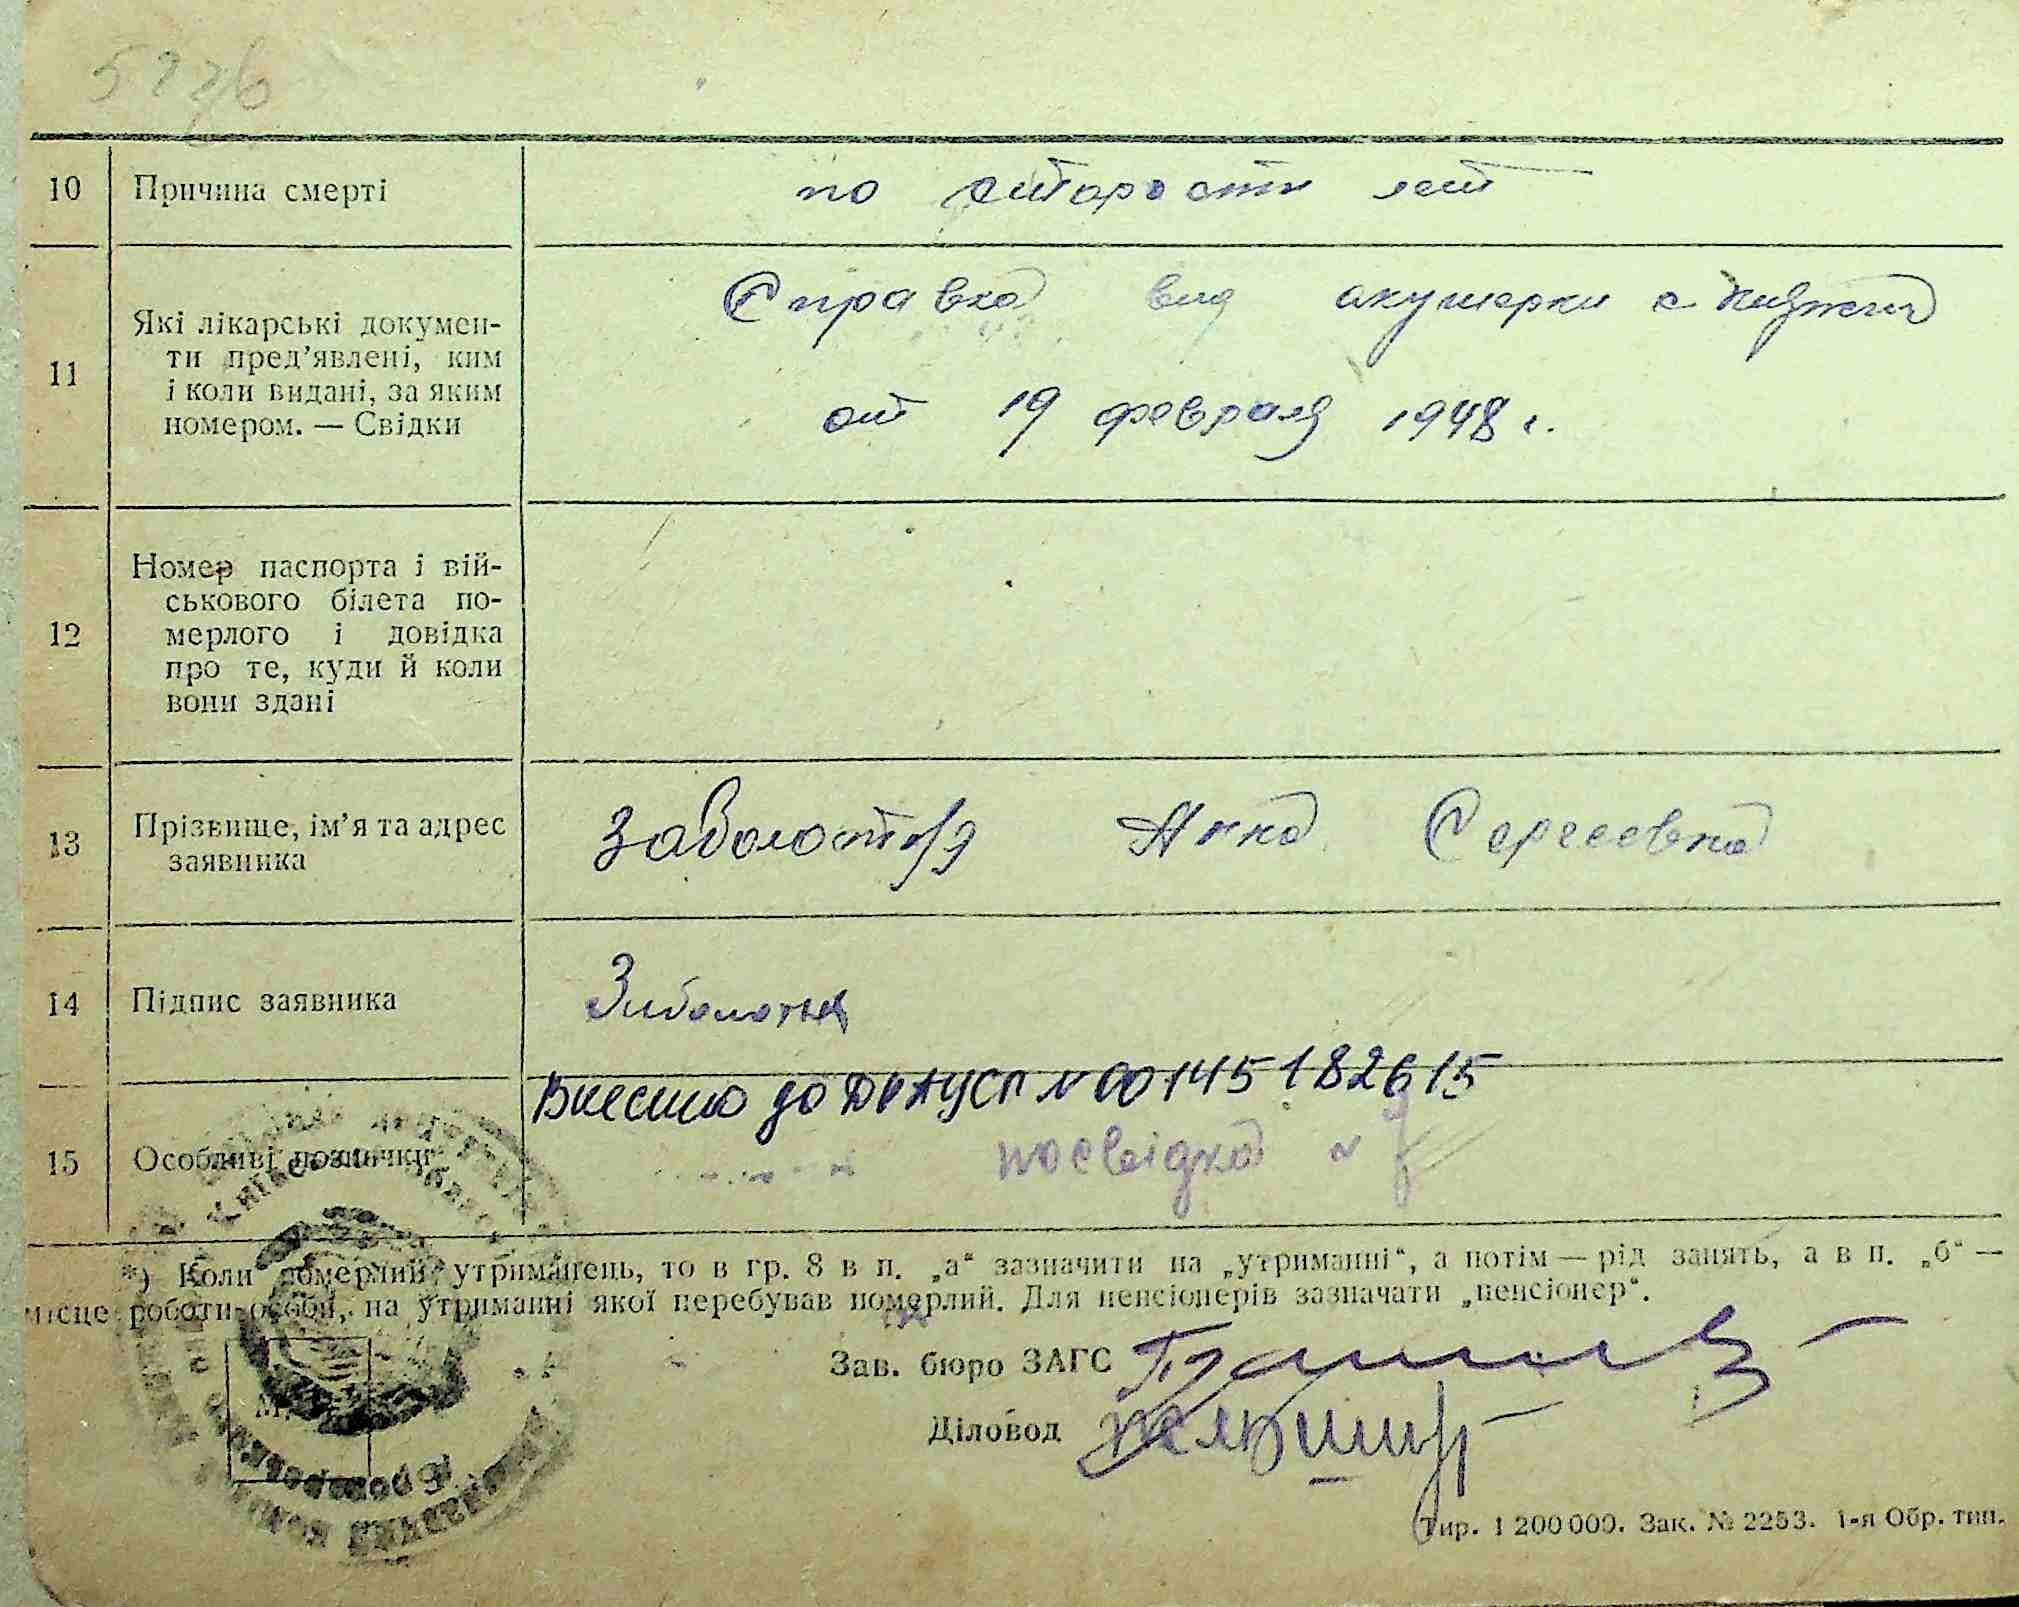 10 Причина смерті по старости лет
11 Які лікарські докумен-
ти пред'явлені, ким
і коли видані, за яким
номером. — Свідки
Справка вид акушерки с
от 19 февраля 1948 г.
12 Номер паспорта і вій-
ськового білета по-
мерлого і довідка
про те, куди й коли
вони здані
13 Прізвище, ім'я та адрес
заявника
Анна Сергеевна
14 Підпис заявника
Внесено до ДРАЦСГ № 00145182615
15 Особливі позначки посвідка №
*) Коли померлий утриманець, то в гр. 8 в п. „а“ зазначити на „утриманні“, а потім — рід занять, а в п. „б“ —
місце роботи особи, на утриманні якої перебував померлий. Для пенсіонерів зазначати „пенсіонер“.
Зав. бюро ЗАГС
Діловод
Тир. 1 200 000. Зак. № 2253. 1-я Обр. тип.